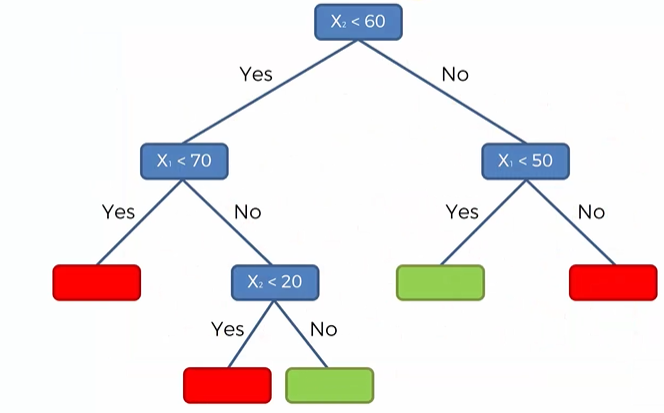 X₂ < 60
Yes
No
X₁ < 70
X₁ < 50
Yes
No
Yes
No
X₂ < 20
Yes
No